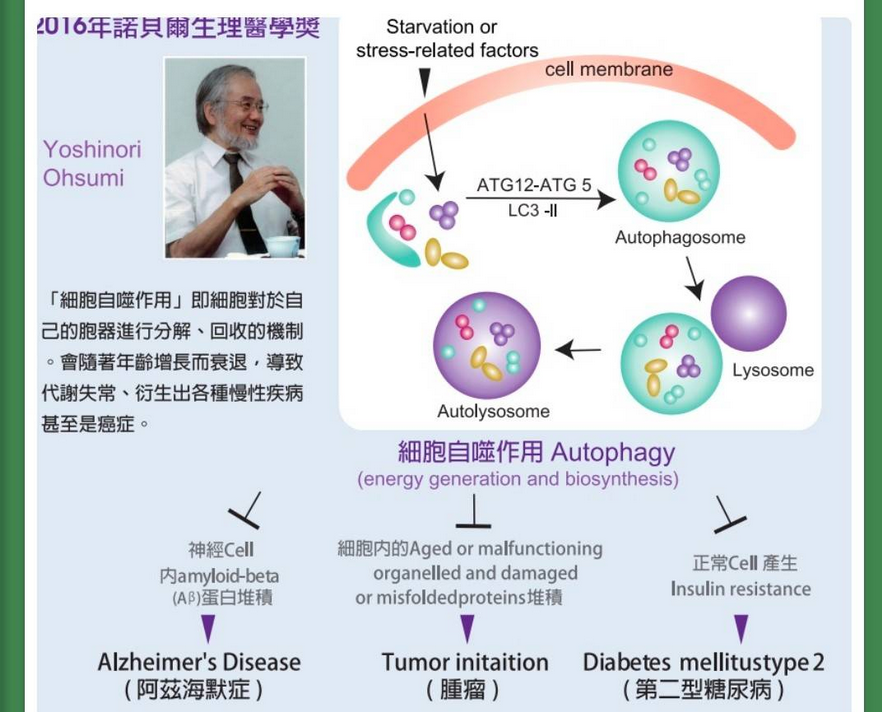 2016年諾貝爾生理醫學獎
Yoshinori
Ohsumi
「細胞自噬作用」即細胞對於自
己的胞器進行分解、回收的機制
。會隨著年齡增長而衰退，導致
代謝失常、衍生出各種慢性疾病
甚至是癌症。
Starvation or
stress-related factors
cell membrane
ATG12-ATG 5
LC3 -II
Autophagosome
Lysosome
Autolysosome
細胞自噬作用 Autophagy
(energy generation and biosynthesis)
神經Cell
內amyloid-beta
(Aβ)蛋白堆積
Alzheimer's Disease
(阿茲海默症)
細胞內的Aged or malfunctioning
organelled and damaged
or misfoldedproteins堆積
Tumor initaition
(腫瘤)
正常Cell 產生
Insulin resistance
Diabetes mellitustype 2
(第二型糖尿病)